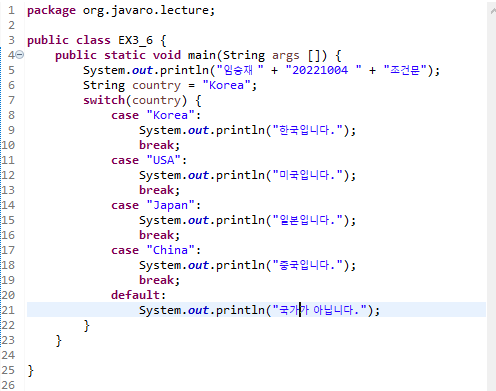 1 package org.javaro.lecture;
2
3 public class EX3_6 {
4 public static void main(String args []) {
5 System.out.println("임승재 " + "20221004 " + "조건문");
6 String country = "Korea";
7 switch(country) {
8 case "Korea":
9 System.out.println("한국입니다.");
10 break;
11 case "USA":
12 System.out.println("미국입니다.");
13 break;
14 case "Japan":
15 System.out.println("일본입니다.");
16 break;
17 case "China":
18 System.out.println("중국입니다.");
19 break;
20 default:
21 System.out.println("국가가 아닙니다.");
22 }
23 }
24
25 }
26